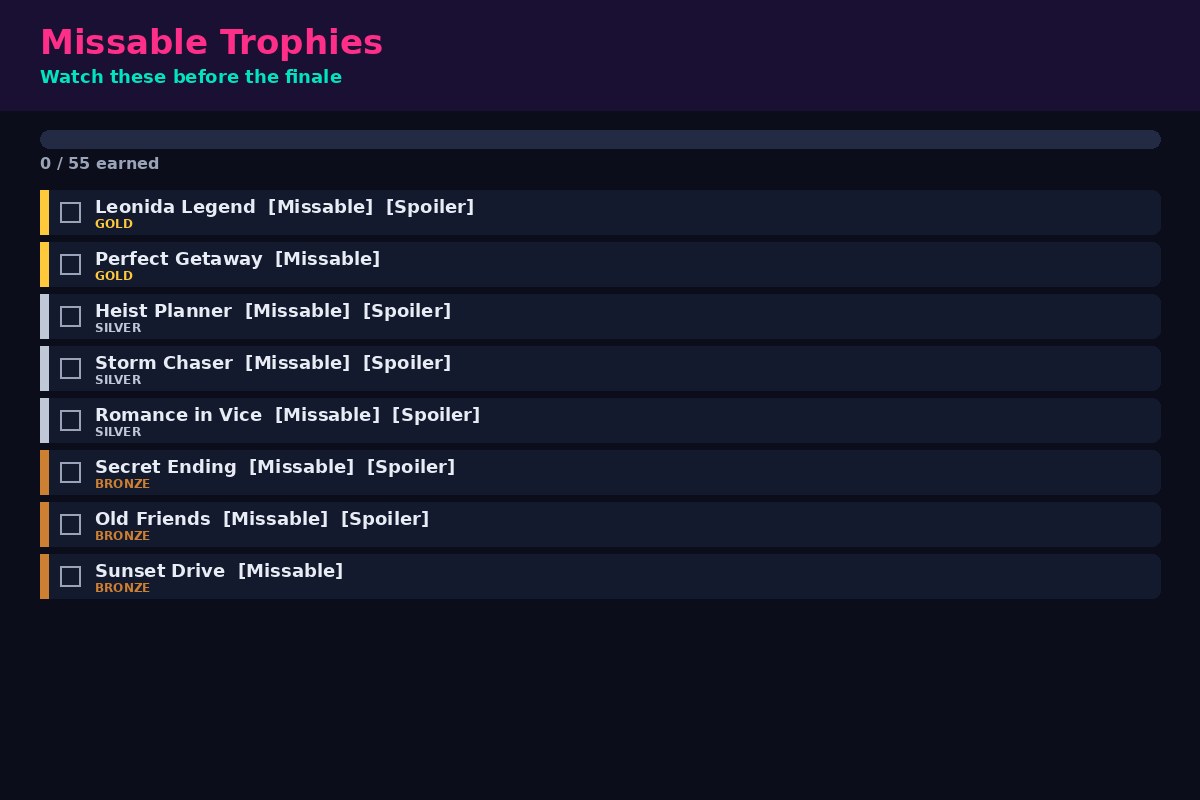 Missable Trophies
Watch these before the finale
0 / 55 earned
Leonida Legend [Missable] [Spoiler]
GOLD
Perfect Getaway [Missable]
GOLD
Heist Planner [Missable] [Spoiler]
SILVER
Storm Chaser [Missable] [Spoiler]
SILVER
Romance in Vice [Missable] [Spoiler]
SILVER
Secret Ending [Missable] [Spoiler]
BRONZE
Old Friends [Missable] [Spoiler]
BRONZE
Sunset Drive [Missable]
BRONZE